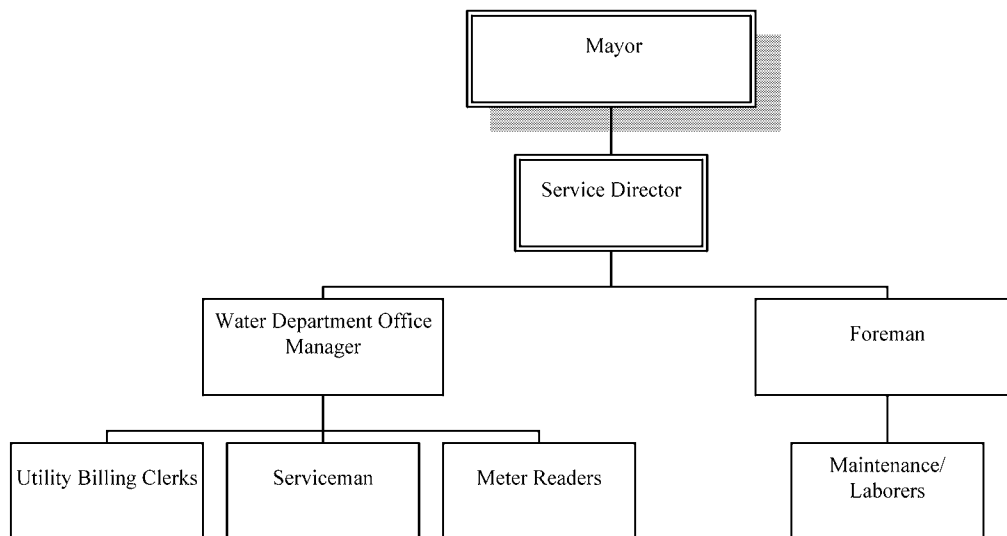 Mayor
Service Director
Water Department Office
Manager
Foreman
Utility Billing Clerks
Serviceman
Meter Readers
Maintenance/
Laborers